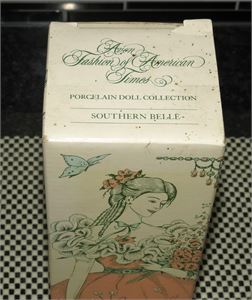 Avon
Fashion of American
Times
PORCELAIN DOLL COLLECTION
SOUTHERN BELLE